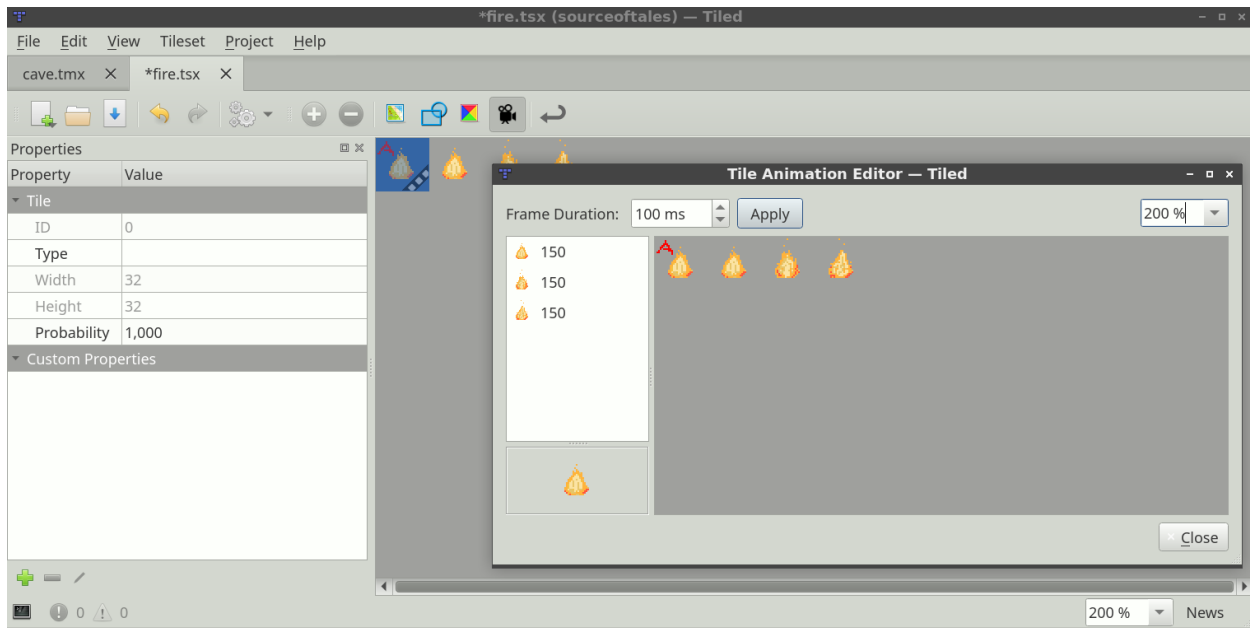 *fire.tsx (sourceoftales) — Tiled
File Edit View Tileset Project Help
cave.tmx *fire.tsx
Properties
Property Value
Tile
ID 0
Type
Width 32
Height 32
Probability 1,000
Custom Properties
A
Tile Animation Editor — Tiled
Frame Duration: 100 ms Apply 200 %
150
150
150
A
Close
0 0
200 % News